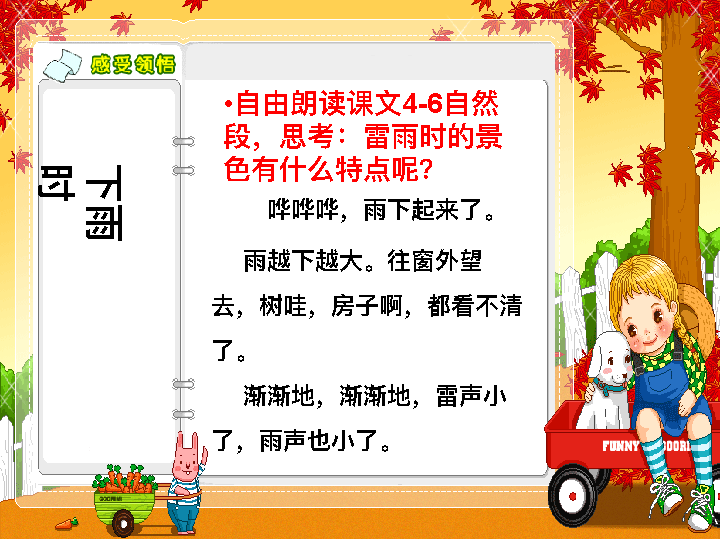 感受领悟
下雨
时
•自由朗读课文4-6自然
段，思考：雷雨时的景
色有什么特点呢？
哗哗哗，雨下起来了。
雨越下越大。往窗外望
去，树哇，房子啊，都看不清
了。
渐渐地，渐渐地，雷声小
了，雨声也小了。
FUNNY